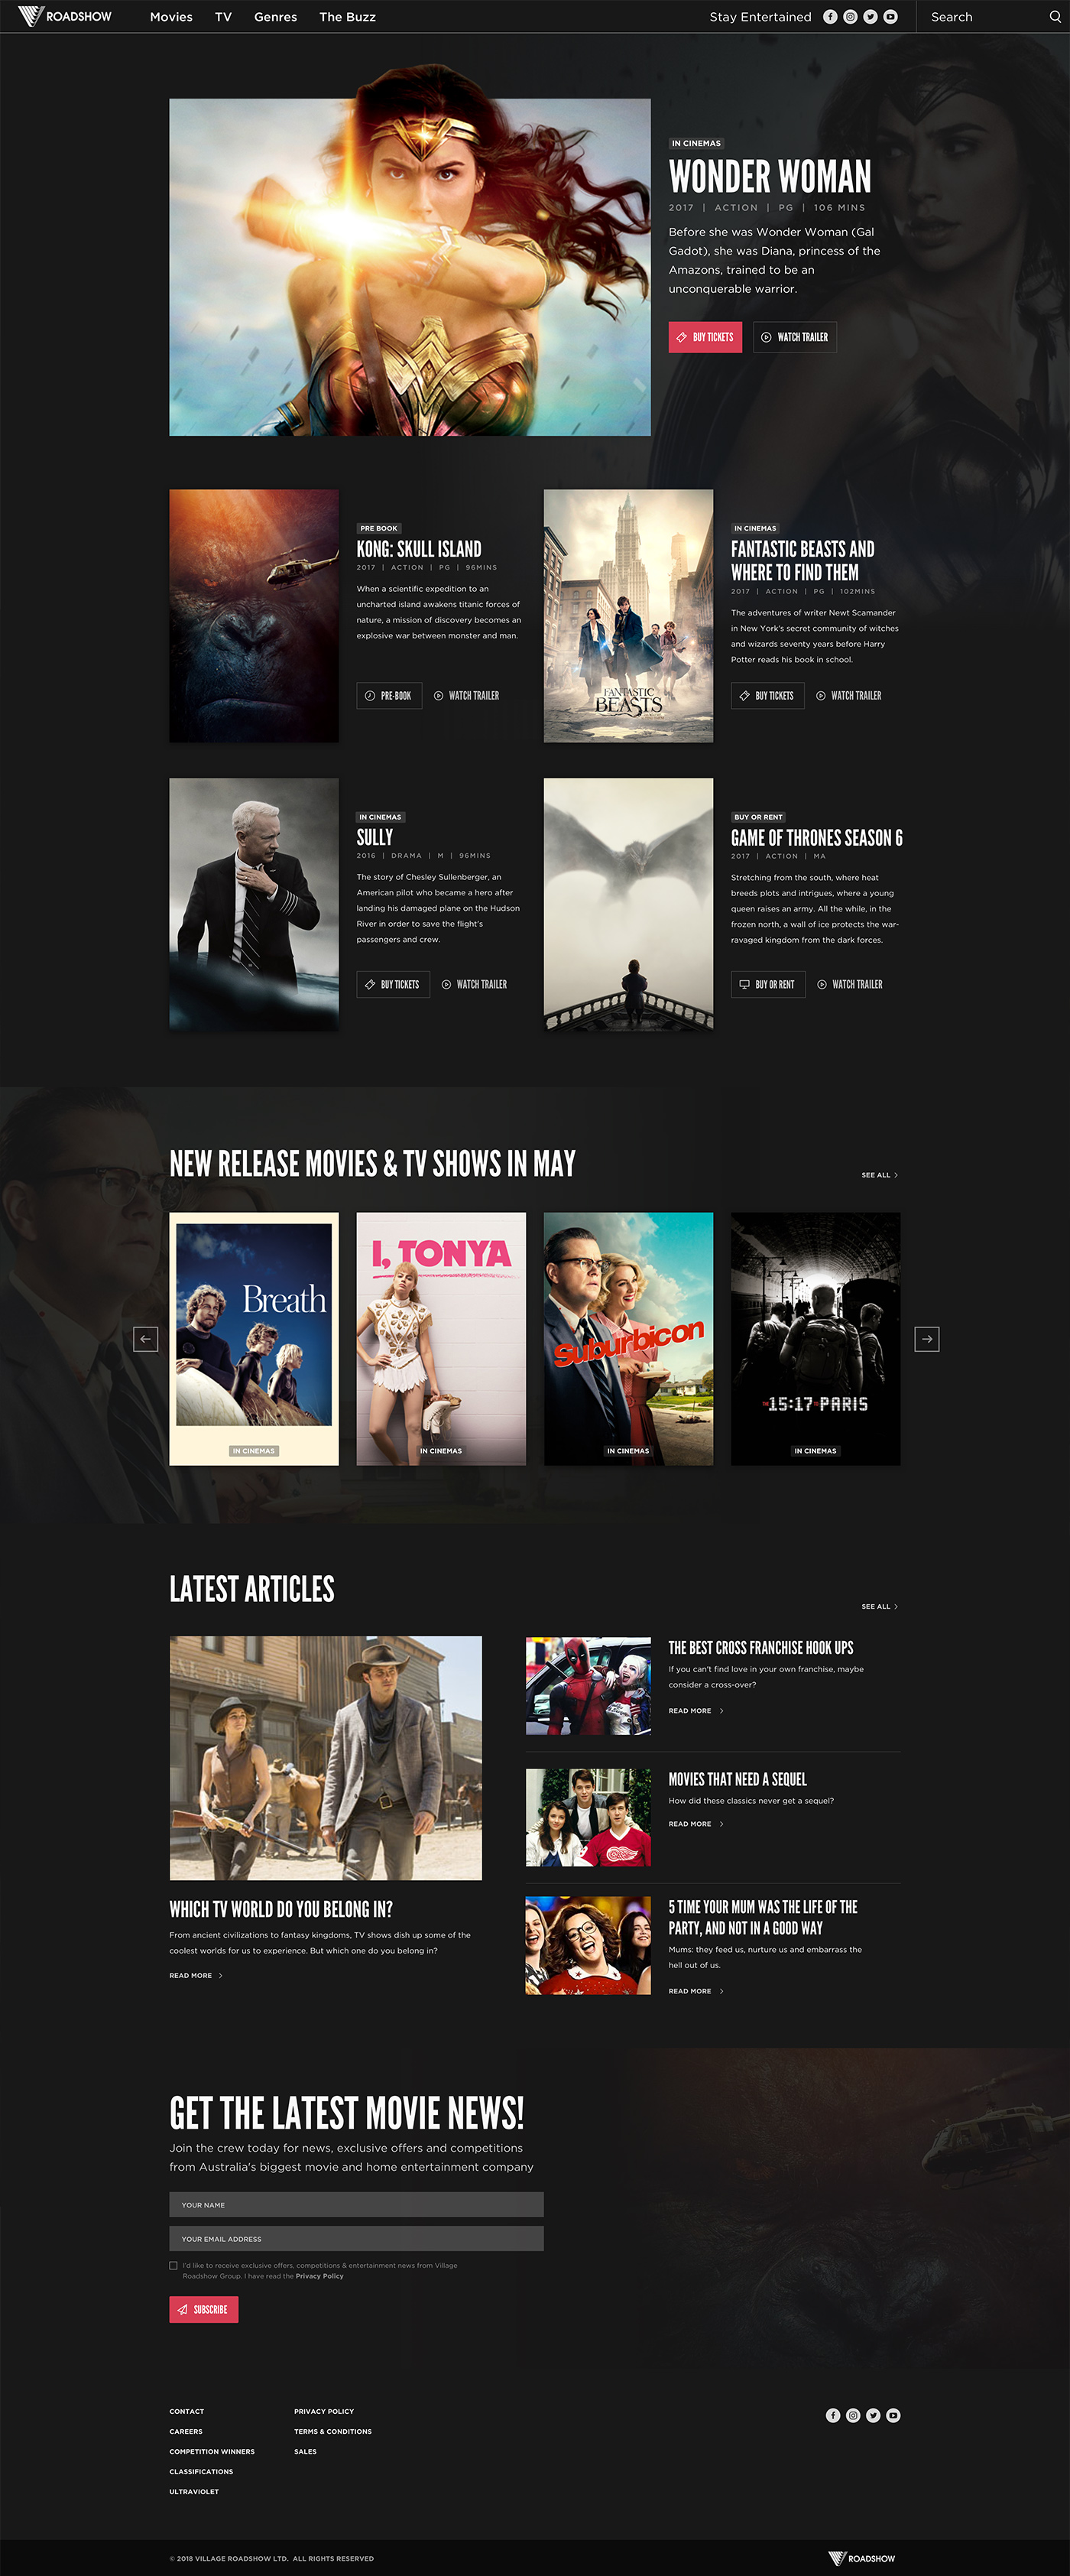 ROADSHOW
Movies
TV
Genres
The Buzz
Stay Entertained
Search
IN CINEMAS
WONDER WOMAN
2017 | ACTION | PG | 106 MINS
Before she was Wonder Woman (Gal
Gadot), she was Diana, princess of the
Amazons, trained to be an
unconquerable warrior.
BUY TICKETS
WATCH TRAILER
PRE BOOK
KONG: SKULL ISLAND
2017 | ACTION | PG | 96MINS
When a scientific expedition to an
uncharted island awakens titanic forces of
nature, a mission of discovery becomes an
explosive war between monster and man.
PRE-BOOK
WATCH TRAILER
FANTASTIC
BEASTS
IN CINEMAS
FANTASTIC BEASTS AND
WHERE TO FIND THEM
2017 | ACTION | PG | 102MINS
The adventures of writer Newt Scamander
in New York's secret community of witches
and wizards seventy years before Harry
Potter reads his book in school.
BUY TICKETS
WATCH TRAILER
IN CINEMAS
SULLY
2016 | DRAMA | M | 96MINS
The story of Chesley Sullenberger, an
American pilot who became a hero after
landing his damaged plane on the Hudson
River in order to save the flight's
passengers and crew.
BUY TICKETS
WATCH TRAILER
BUY OR RENT
GAME OF THRONES SEASON 6
2017 | ACTION | MA
Stretching from the south, where heat
breeds plots and intrigues, where a young
queen raises an army. All the while, in the
frozen north, a wall of ice protects the war-
ravaged kingdom from the dark forces.
BUY OR RENT
WATCH TRAILER
NEW RELEASE MOVIES & TV SHOWS IN MAY
SEE ALL
Breath
IN CINEMAS
I, TONYA
IN CINEMAS
Suburbicon
IN CINEMAS
THE 15:17 TO PARIS
IN CINEMAS
LATEST ARTICLES
SEE ALL
WHICH TV WORLD DO YOU BELONG IN?
From ancient civilizations to fantasy kingdoms, TV shows dish up some of the
coolest worlds for us to experience. But which one do you belong in?
READ MORE
THE BEST CROSS FRANCHISE HOOK UPS
If you can't find love in your own franchise, maybe
consider a cross-over?
READ MORE
MOVIES THAT NEED A SEQUEL
How did these classics never get a sequel?
READ MORE
5 TIME YOUR MUM WAS THE LIFE OF THE
PARTY, AND NOT IN A GOOD WAY
Mums: they feed us, nurture us and embarrass the
hell out of us.
READ MORE
GET THE LATEST MOVIE NEWS!
Join the crew today for news, exclusive offers and competitions
from Australia's biggest movie and home entertainment company
YOUR NAME
YOUR EMAIL ADDRESS
I'd like to receive exclusive offers, competitions & entertainment news from Village
Roadshow Group. I have read the Privacy Policy
SUBSCRIBE
CONTACT
CAREERS
COMPETITION WINNERS
CLASSIFICATIONS
ULTRAVIOLET
PRIVACY POLICY
TERMS & CONDITIONS
SALES
© 2018 VILLAGE ROADSHOW LTD. ALL RIGHTS RESERVED
ROADSHOW